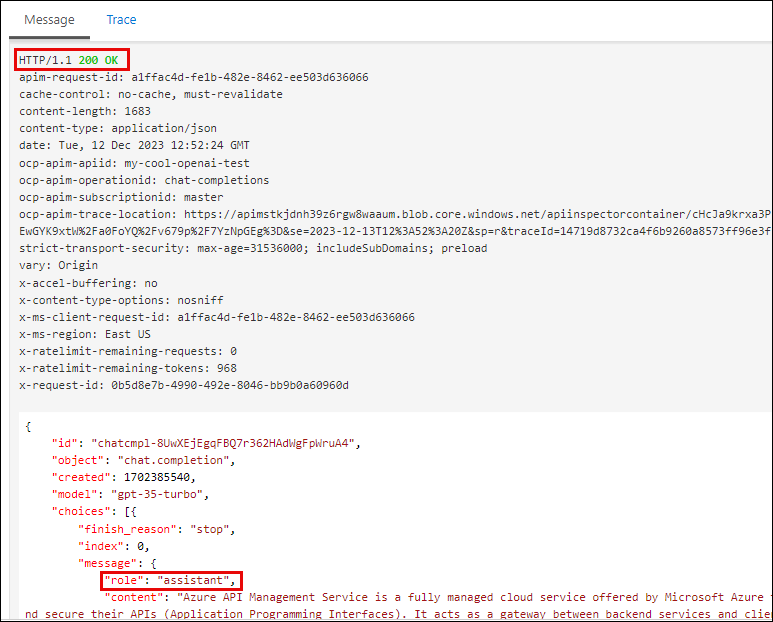 Message Trace
HTTP/1.1 200 OK
apim-request-id: a1ffac4d-fe1b-482e-8462-ee503d636066
cache-control: no-cache, must-revalidate
content-length: 1683
content-type: application/json
date: Tue, 12 Dec 2023 12:52:24 GMT
ocp-apim-apiid: my-cool-openai-test
ocp-apim-operationid: chat-completions
ocp-apim-subscriptionid: master
ocp-apim-trace-location: https://apimstkjdnh39z6rgw8waaum.blob.core.windows.net/apiinspectorcontainer/cHcJa9krxa3P
EwGYK9xtW%2Fa0FoYQ%2Fv679p%2F7YzNpGEg%3D&se=2023-12-13T12%3A52%3A20Z&sp=r&traceId=14719d8732ca4f6b9260a8573ff96e3f
strict-transport-security: max-age=31536000; includeSubDomains; preload
vary: Origin
x-accel-buffering: no
x-content-type-options: nosniff
x-ms-client-request-id: a1ffac4d-fe1b-482e-8462-ee503d636066
x-ms-region: East US
x-ratelimit-remaining-requests: 0
x-ratelimit-remaining-tokens: 968
x-request-id: 0b5d8e7b-4990-492e-8046-bb9b0a60960d
{
"id": "chatcmpl-8UwXEjEgqFBQ7r362HAdWgFpWruA4",
"object": "chat.completion",
"created": 1702385540,
"model": "gpt-35-turbo",
"choices": [{
"finish_reason": "stop",
"index": 0,
"message": {
"role": "assistant",
"content": "Azure API Management Service is a fully managed cloud service offered by Microsoft Azure
nd secure their APIs (Application Programming Interfaces). It acts as a gateway between backend services and clie